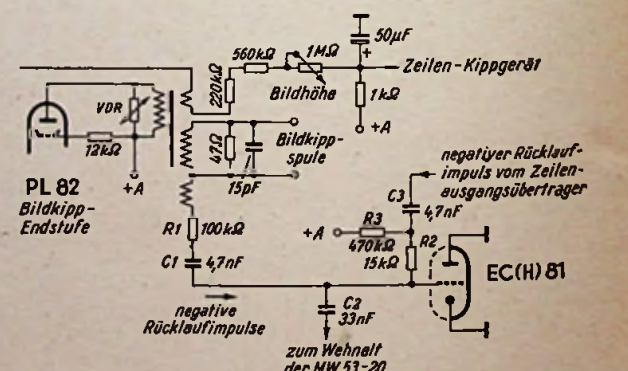 50µF
+
560kΩ
1MΩ
Zeilen-Kippgerät
220kΩ
Bildhöhe
1kΩ
+A
VDR
12kΩ
47Ω
15pF
Bildkipp-
spule
PL 82
Bildkipp-
Endstufe
+A
negativer Rücklauf-
impuls vom Zeilen-
ausgangsübertrager
C3
4,7nF
R1
100kΩ
+A
R3
470kΩ
R2
15kΩ
C1
4,7nF
EC(H) 81
negative
Rücklaufimpulse
C2
33nF
zum Wehnelt
der MW 53-20